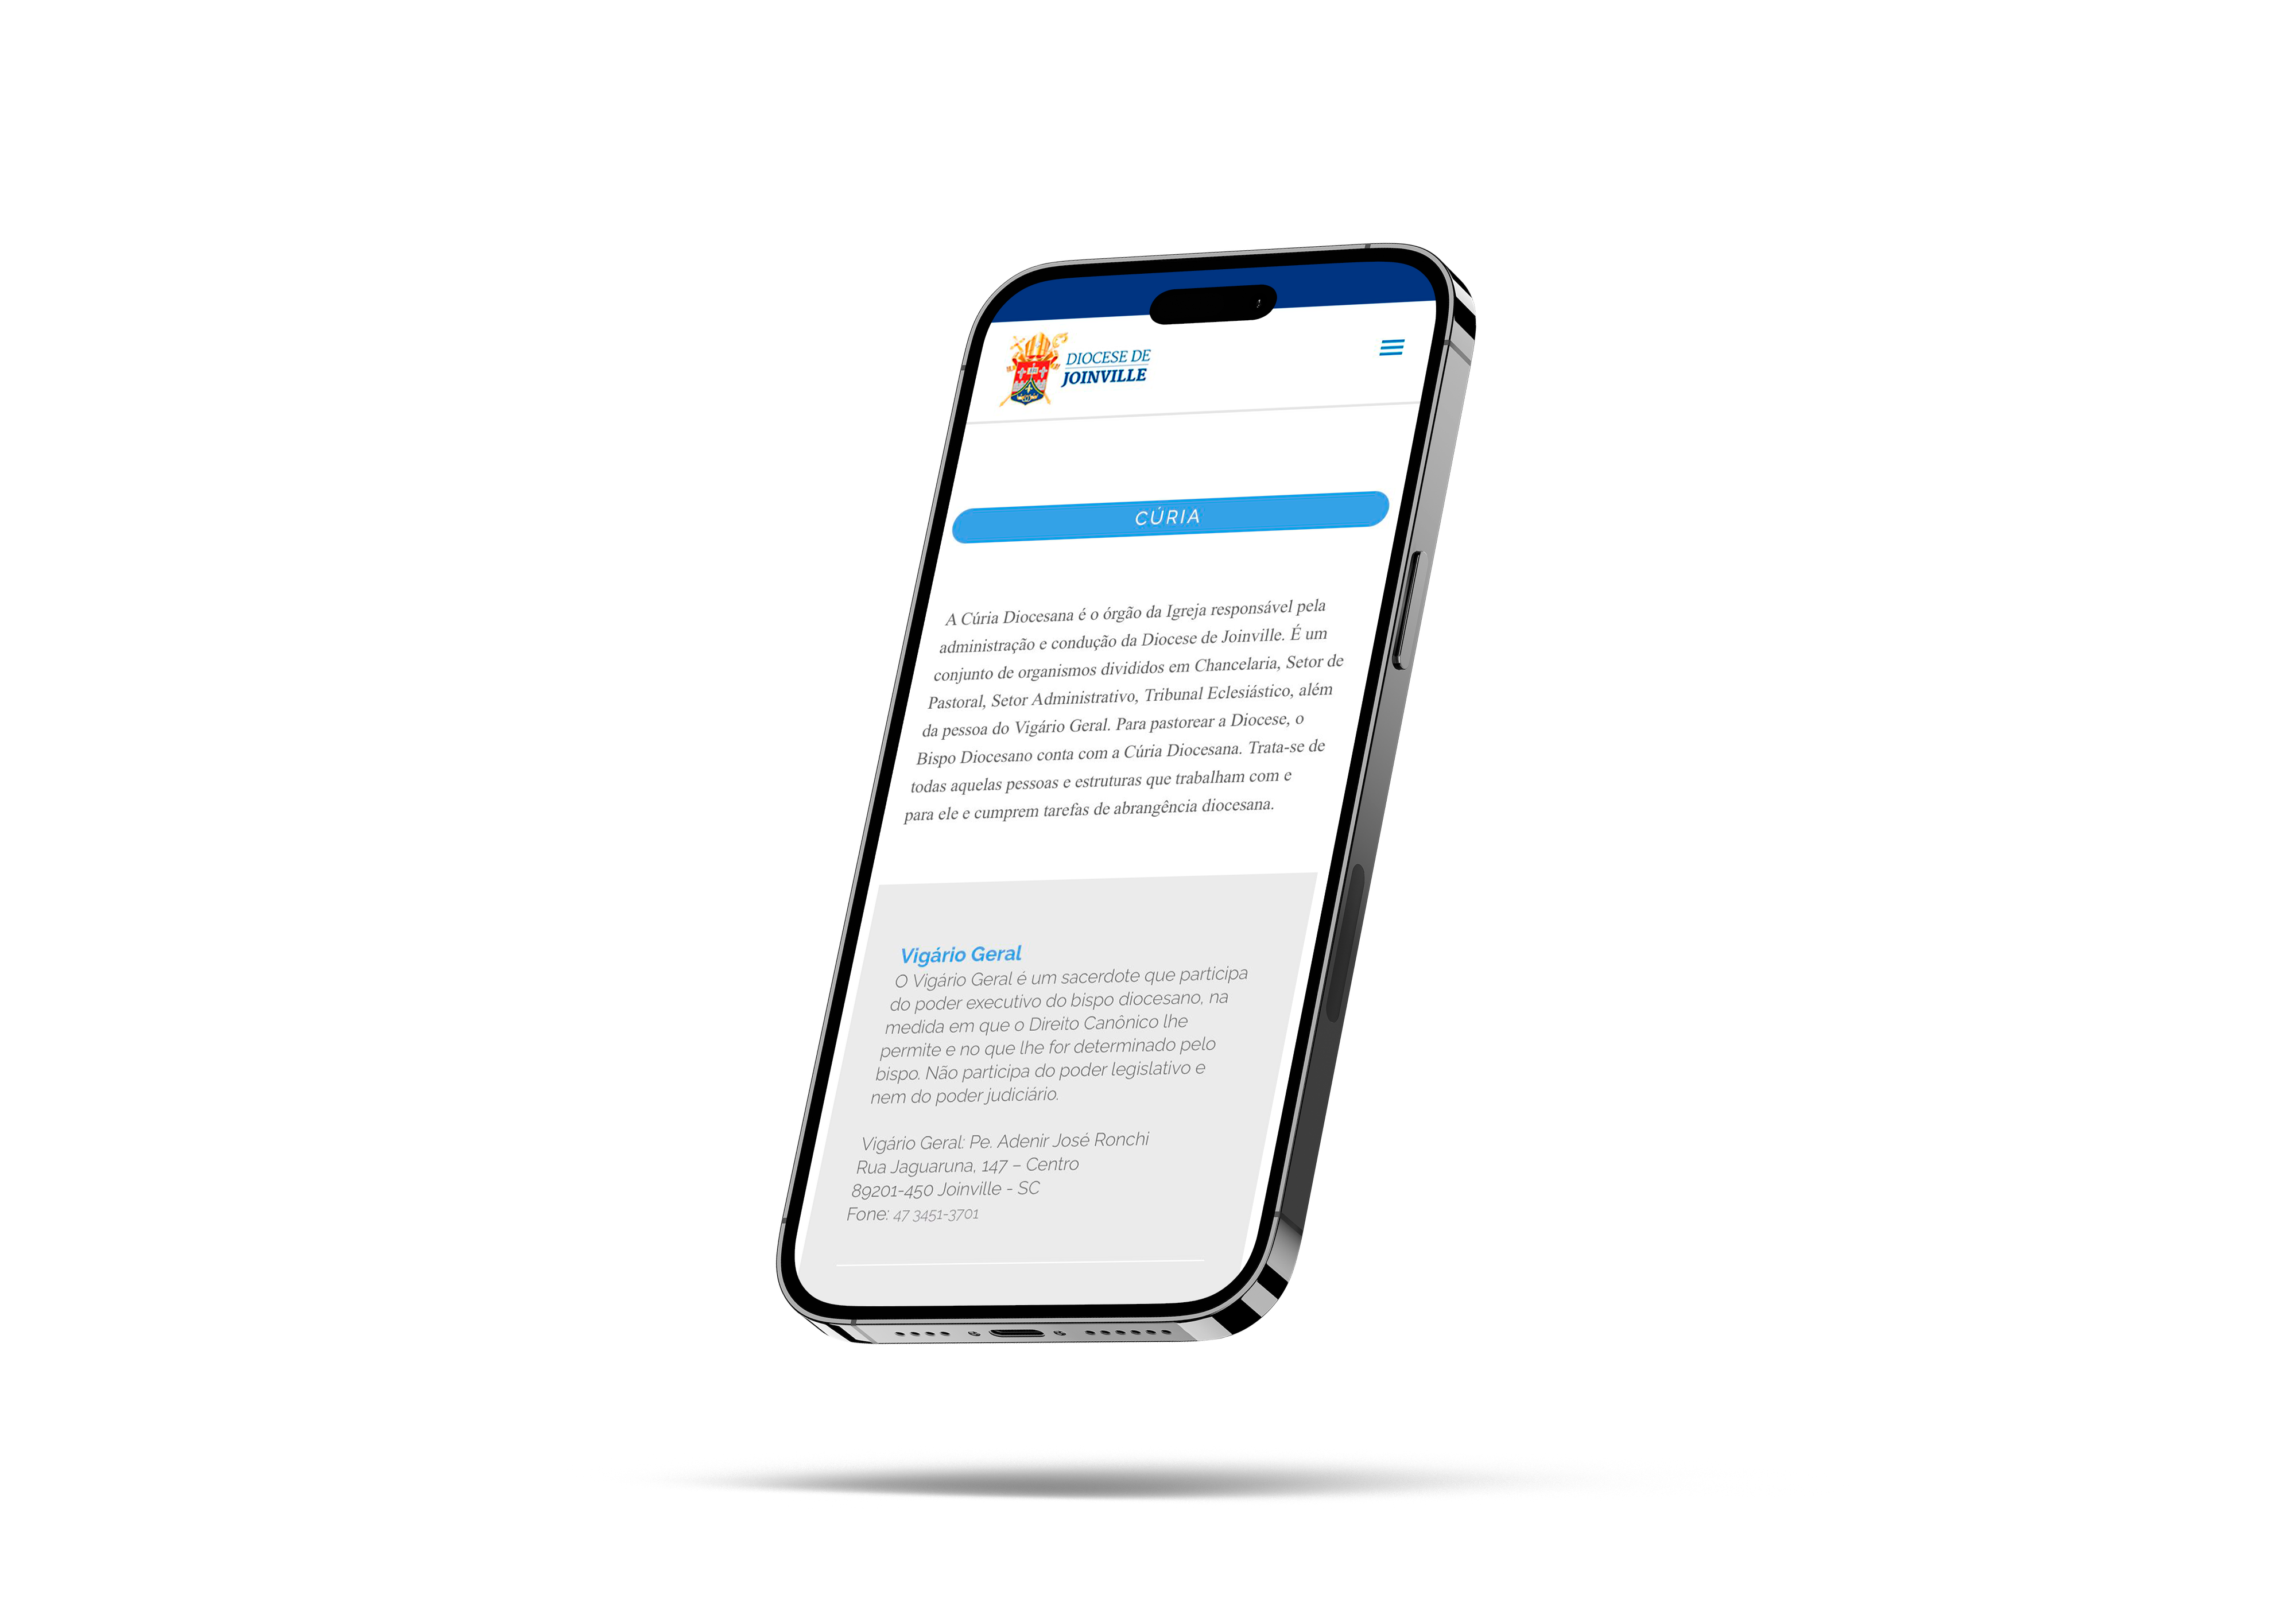 DIOCESE DE
JOINVILLE
CÚRIA
A Cúria Diocesana é o órgão da Igreja responsável pela
administração e condução da Diocese de Joinville. É um
conjunto de organismos divididos em Chancelaria, Setor de
Pastoral, Setor Administrativo, Tribunal Eclesiástico, além
da pessoa do Vigário Geral. Para pastorear a Diocese, o
Bispo Diocesano conta com a Cúria Diocesana. Trata-se de
todas aquelas pessoas e estruturas que trabalham com e
para ele e cumprem tarefas de abrangência diocesana.
Vigário Geral
O Vigário Geral é um sacerdote que participa
do poder executivo do bispo diocesano, na
medida em que o Direito Canônico lhe
permite e no que lhe for determinado pelo
bispo. Não participa do poder legislativo e
nem do poder judiciário.
Vigário Geral: Pe. Adenir José Ronchi
Rua Jaguaruna, 147 – Centro
89201-450 Joinville - SC
Fone: 47 3451-3701